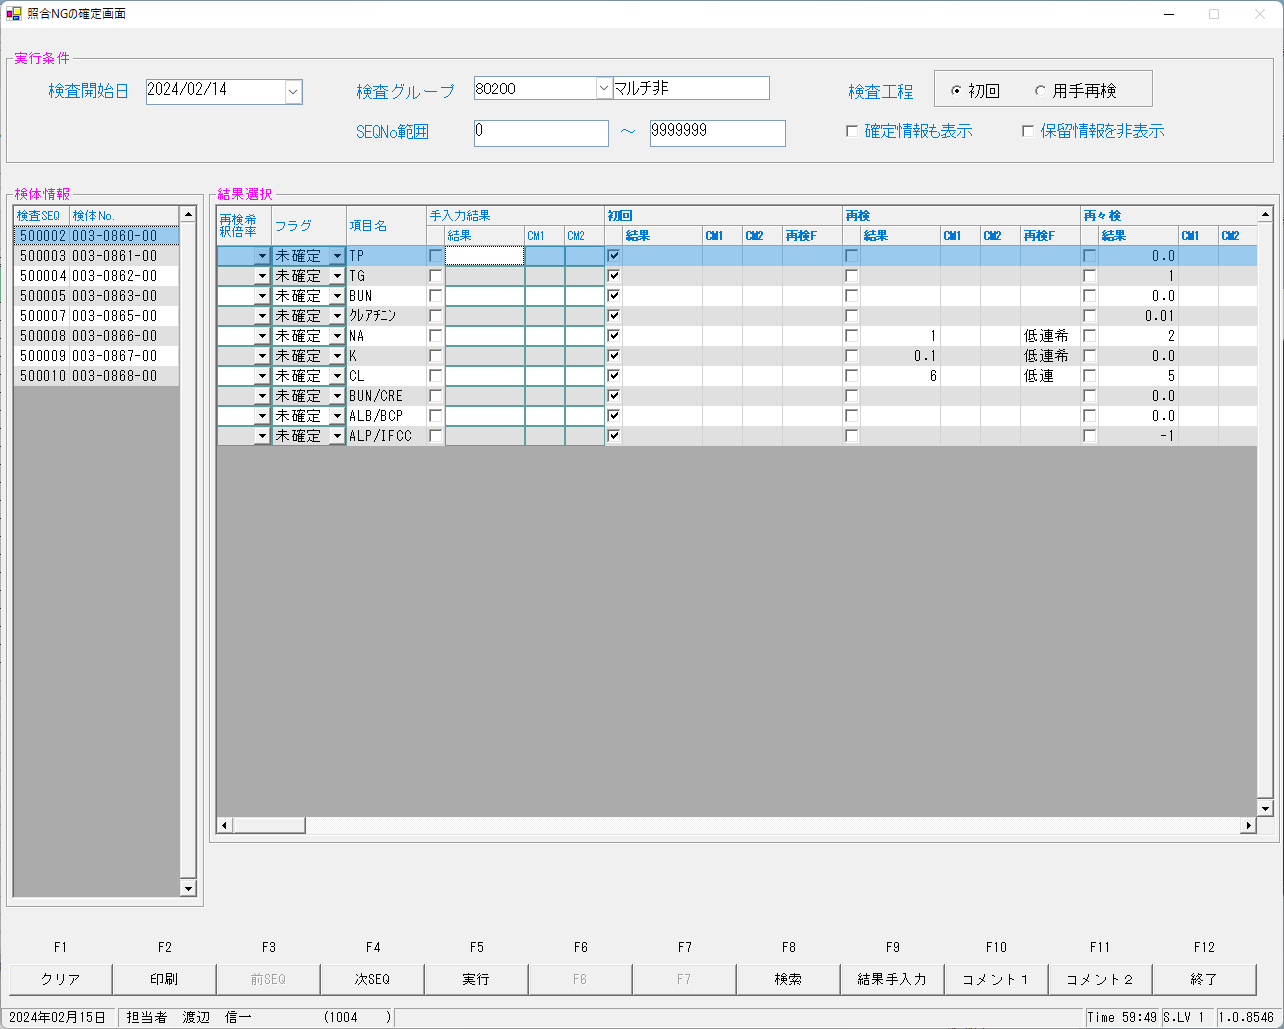 照合NGの確定画面
実行条件
検査開始日 2024/02/14 検査グループ 80200 マルチ非 検査工程 初回 用手再検
SEQNo範囲 0 ～ 9999999 確定情報も表示 保留情報を非表示
検体情報
検査SEQ 検体No.
500002 003-0860-00
500003 003-0861-00
500004 003-0862-00
500005 003-0863-00
500007 003-0865-00
500008 003-0866-00
500009 003-0867-00
500010 003-0868-00
結果選択
再検希釈倍率 フラグ 項目名 手入力結果 初回 再検 再々検
結果 CM1 CM2 結果 CM1 CM2 再検F 結果 CM1 CM2 再検F 結果 CM1 CM2
未確定 TP 0.0
未確定 TG 1
未確定 BUN 0.0
未確定 ｸﾚｱﾁﾆﾝ 0.01
未確定 NA 1 低連希 2
未確定 K 0.1 低連希 0.0
未確定 CL 6 低連 5
未確定 BUN/CRE 0.0
未確定 ALB/BCP 0.0
未確定 ALP/IFCC -1
F1 F2 F3 F4 F5 F6 F7 F8 F9 F10 F11 F12
クリア 印刷 前SEQ 次SEQ 実行 F6 F7 検索 結果手入力 コメント１ コメント２ 終了
2024年02月15日 担当者 渡辺 信一 (1004 ) Time 59:49 S.LV 1 1.0.8546